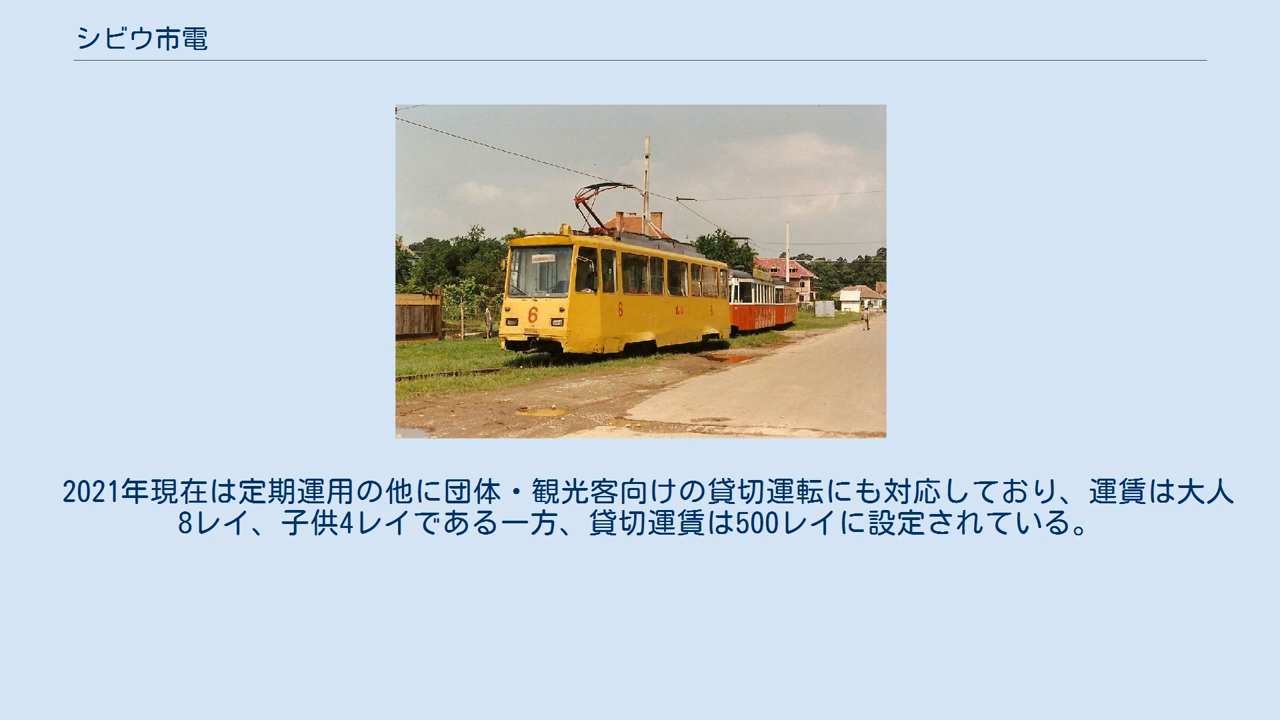 シビウ市電
6
6
2021年現在は定期運用の他に団体・観光客向けの貸切運転にも対応しており、運賃は大人
8レイ、子供4レイである一方、貸切運賃は500レイに設定されている。